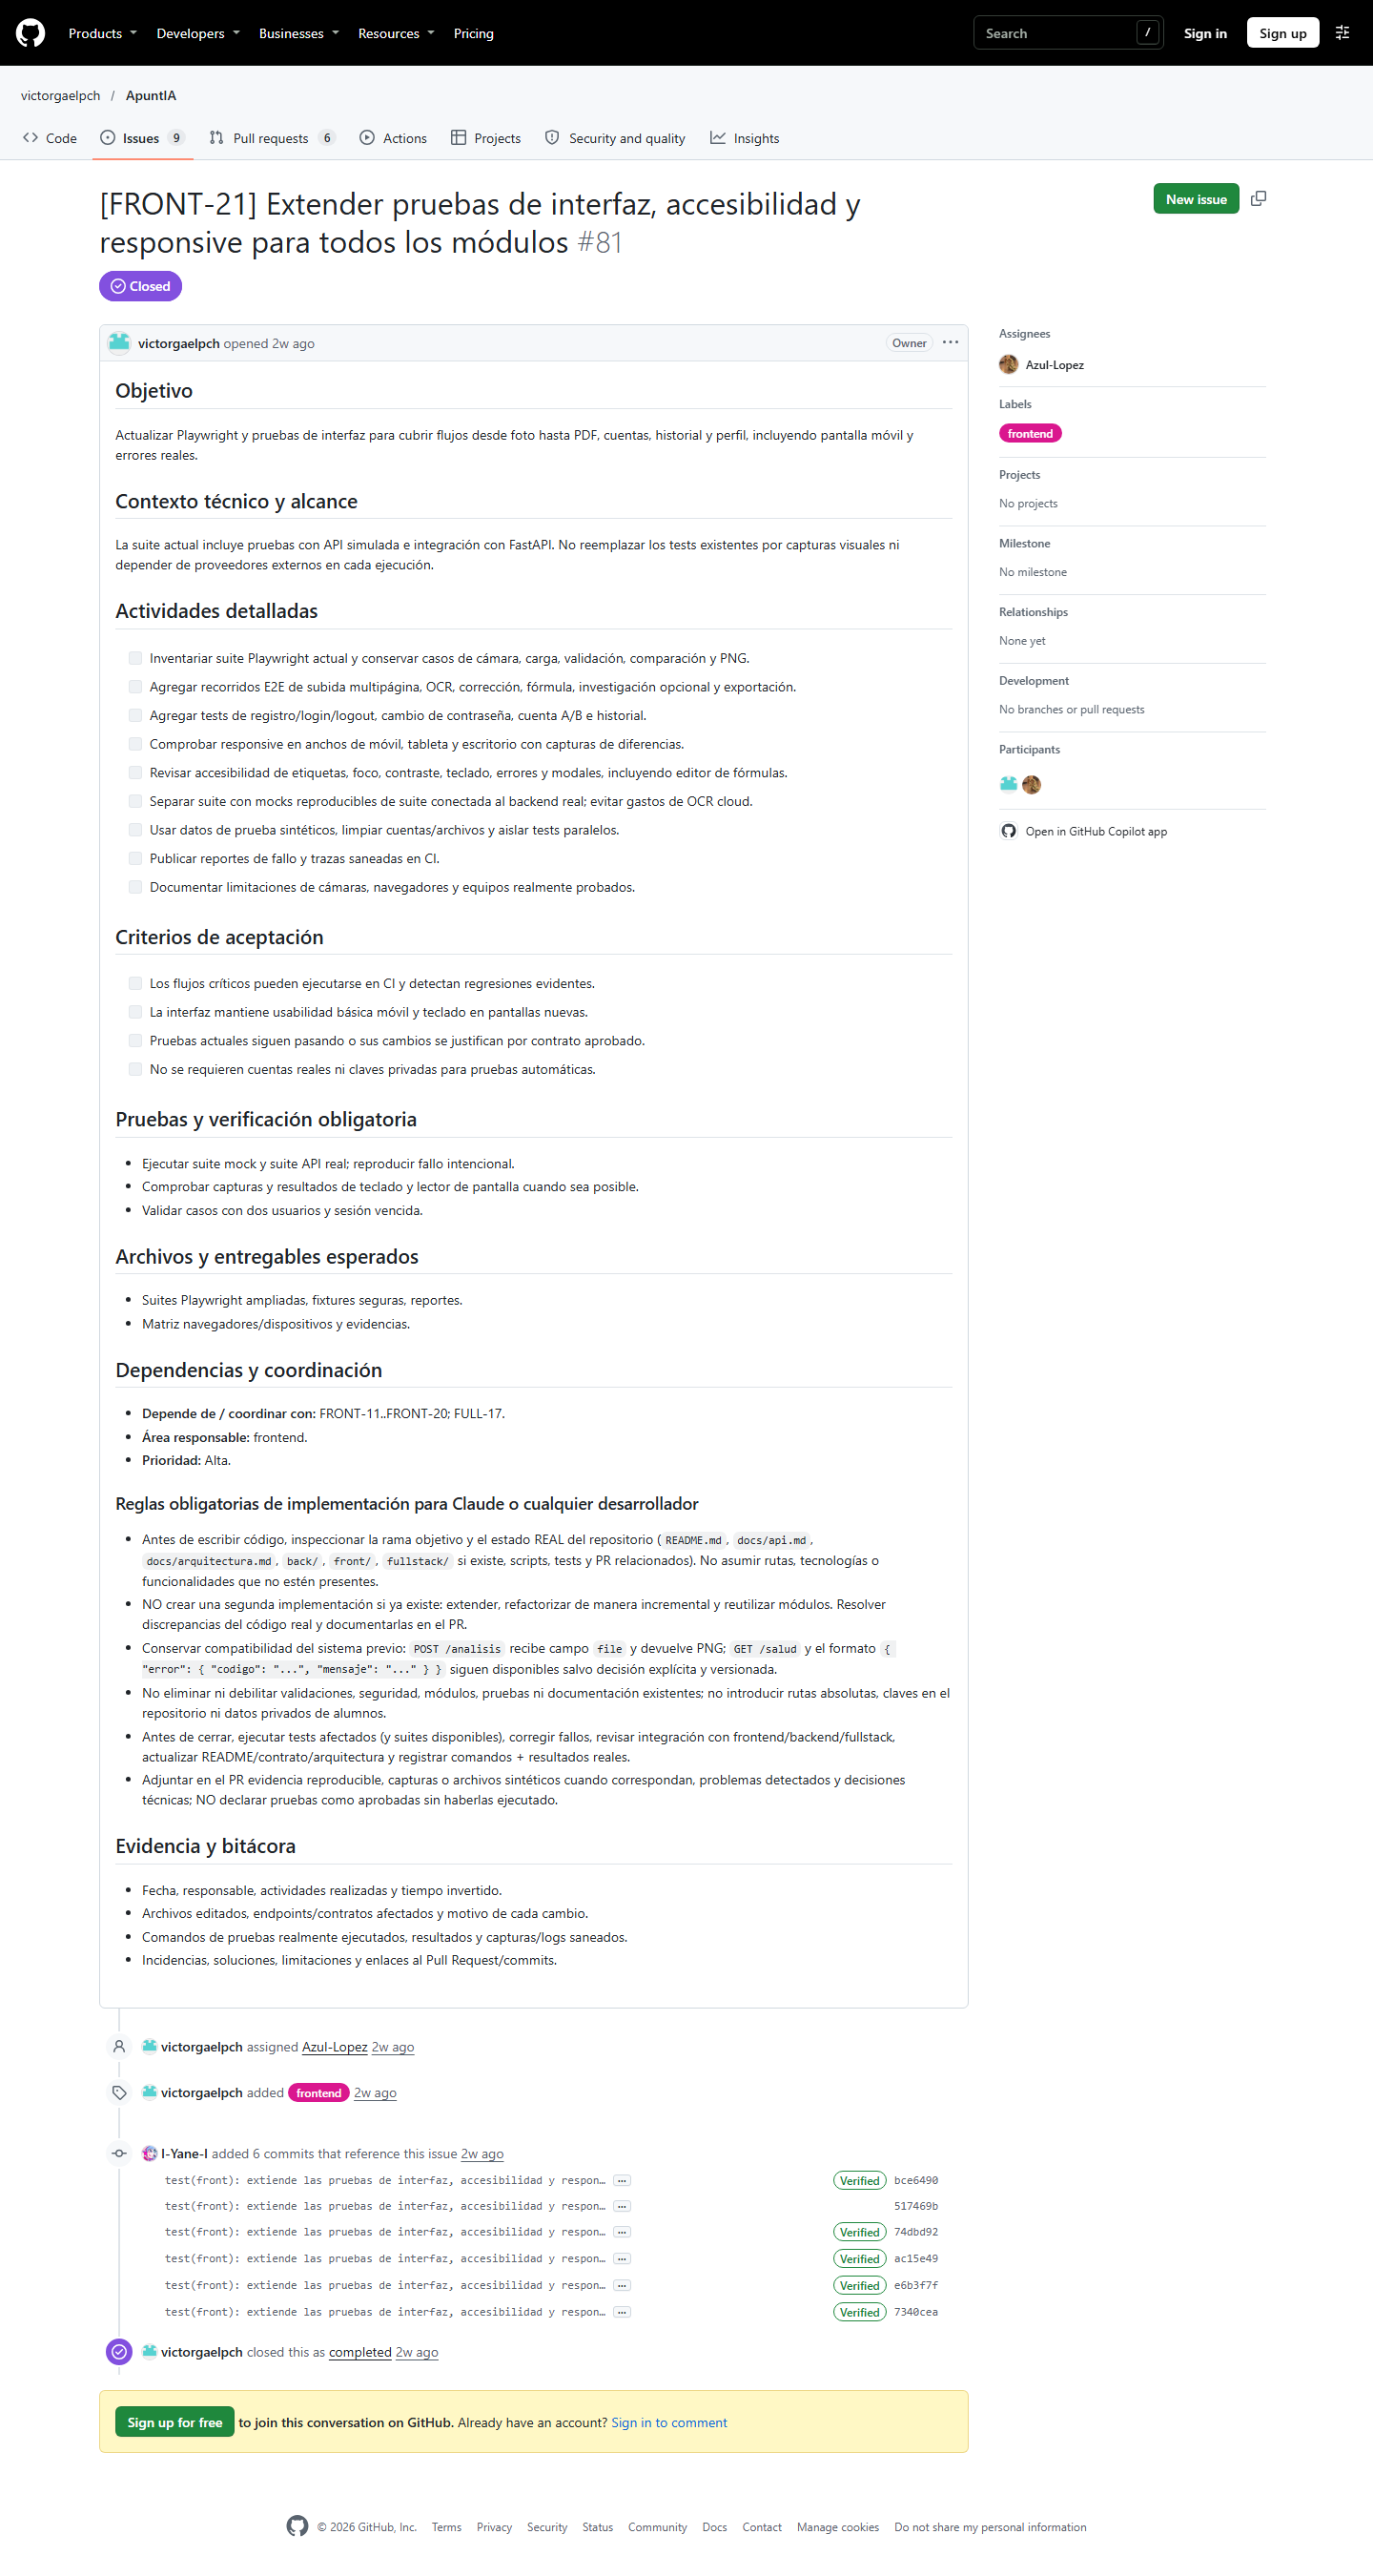 Products Developers Businesses Resources Pricing Search / Sign in Sign up
victorgaelpch / ApuntIA
Code Issues 9 Pull requests 6 Actions Projects Security and quality Insights
[FRONT-21] Extender pruebas de interfaz, accesibilidad y
responsive para todos los módulos #81
New issue
Closed
victorgaelpch opened 2w ago Owner
Objetivo
Actualizar Playwright y pruebas de interfaz para cubrir flujos desde foto hasta PDF, cuentas, historial y perfil, incluyendo pantalla móvil y
errores reales.
Contexto técnico y alcance
La suite actual incluye pruebas con API simulada e integración con FastAPI. No reemplazar los tests existentes por capturas visuales ni
depender de proveedores externos en cada ejecución.
Actividades detalladas
Inventariar suite Playwright actual y conservar casos de cámara, carga, validación, comparación y PNG.
Agregar recorridos E2E de subida multipágina, OCR, corrección, fórmula, investigación opcional y exportación.
Agregar tests de registro/login/logout, cambio de contraseña, cuenta A/B e historial.
Comprobar responsive en anchos de móvil, tableta y escritorio con capturas de diferencias.
Revisar accesibilidad de etiquetas, foco, contraste, teclado, errores y modales, incluyendo editor de fórmulas.
Separar suite con mocks reproducibles de suite conectada al backend real; evitar gastos de OCR cloud.
Usar datos de prueba sintéticos, limpiar cuentas/archivos y aislar tests paralelos.
Publicar reportes de fallo y trazas saneadas en CI.
Documentar limitaciones de cámaras, navegadores y equipos realmente probados.
Criterios de aceptación
Los flujos críticos pueden ejecutarse en CI y detectan regresiones evidentes.
La interfaz mantiene usabilidad básica móvil y teclado en pantallas nuevas.
Pruebas actuales siguen pasando o sus cambios se justifican por contrato aprobado.
No se requieren cuentas reales ni claves privadas para pruebas automáticas.
Pruebas y verificación obligatoria
Ejecutar suite mock y suite API real; reproducir fallo intencional.
Comprobar capturas y resultados de teclado y lector de pantalla cuando sea posible.
Validar casos con dos usuarios y sesión vencida.
Archivos y entregables esperados
Suites Playwright ampliadas, fixtures seguras, reportes.
Matriz navegadores/dispositivos y evidencias.
Dependencias y coordinación
Depende de / coordinar con: FRONT-11..FRONT-20; FULL-17.
Área responsable: frontend.
Prioridad: Alta.
Reglas obligatorias de implementación para Claude o cualquier desarrollador
Antes de escribir código, inspeccionar la rama objetivo y el estado REAL del repositorio ( README.md , docs/api.md ,
docs/arquitectura.md , back/ , front/ , fullstack/ si existe, scripts, tests y PR relacionados). No asumir rutas, tecnologías o
funcionalidades que no estén presentes.
NO crear una segunda implementación si ya existe: extender, refactorizar de manera incremental y reutilizar módulos. Resolver
discrepancias del código real y documentarlas en el PR.
Conservar compatibilidad del sistema previo: POST /analisis recibe campo file y devuelve PNG; GET /salud y el formato {
"error": { "codigo": "...", "mensaje": "..." } } siguen disponibles salvo decisión explícita y versionada.
No eliminar ni debilitar validaciones, seguridad, módulos, pruebas ni documentación existentes; no introducir rutas absolutas, claves en el
repositorio ni datos privados de alumnos.
Antes de cerrar, ejecutar tests afectados (y suites disponibles), corregir fallos, revisar integración con frontend/backend/fullstack,
actualizar README/contrato/arquitectura y registrar comandos + resultados reales.
Adjuntar en el PR evidencia reproducible, capturas o archivos sintéticos cuando correspondan, problemas detectados y decisiones
técnicas; NO declarar pruebas como aprobadas sin haberlas ejecutado.
Evidencia y bitácora
Fecha, responsable, actividades realizadas y tiempo invertido.
Archivos editados, endpoints/contratos afectados y motivo de cada cambio.
Comandos de pruebas realmente ejecutados, resultados y capturas/logs saneados.
Incidencias, soluciones, limitaciones y enlaces al Pull Request/commits.
victorgaelpch assigned Azul-Lopez 2w ago
victorgaelpch added frontend 2w ago
I-Yane-I added 6 commits that reference this issue 2w ago
test(front): extiende las pruebas de interfaz, accesibilidad y respon… ... Verified bce6490
test(front): extiende las pruebas de interfaz, accesibilidad y respon… ... 517469b
test(front): extiende las pruebas de interfaz, accesibilidad y respon… ... Verified 74dbd92
test(front): extiende las pruebas de interfaz, accesibilidad y respon… ... Verified ac15e49
test(front): extiende las pruebas de interfaz, accesibilidad y respon… ... Verified e6b3f7f
test(front): extiende las pruebas de interfaz, accesibilidad y respon… ... Verified 7340cea
victorgaelpch closed this as completed 2w ago
Sign up for free to join this conversation on GitHub. Already have an account? Sign in to comment
Assignees
Azul-Lopez
Labels
frontend
Projects
No projects
Milestone
No milestone
Relationships
None yet
Development
No branches or pull requests
Participants
Open in GitHub Copilot app
© 2026 GitHub, Inc. Terms Privacy Security Status Community Docs Contact Manage cookies Do not share my personal information